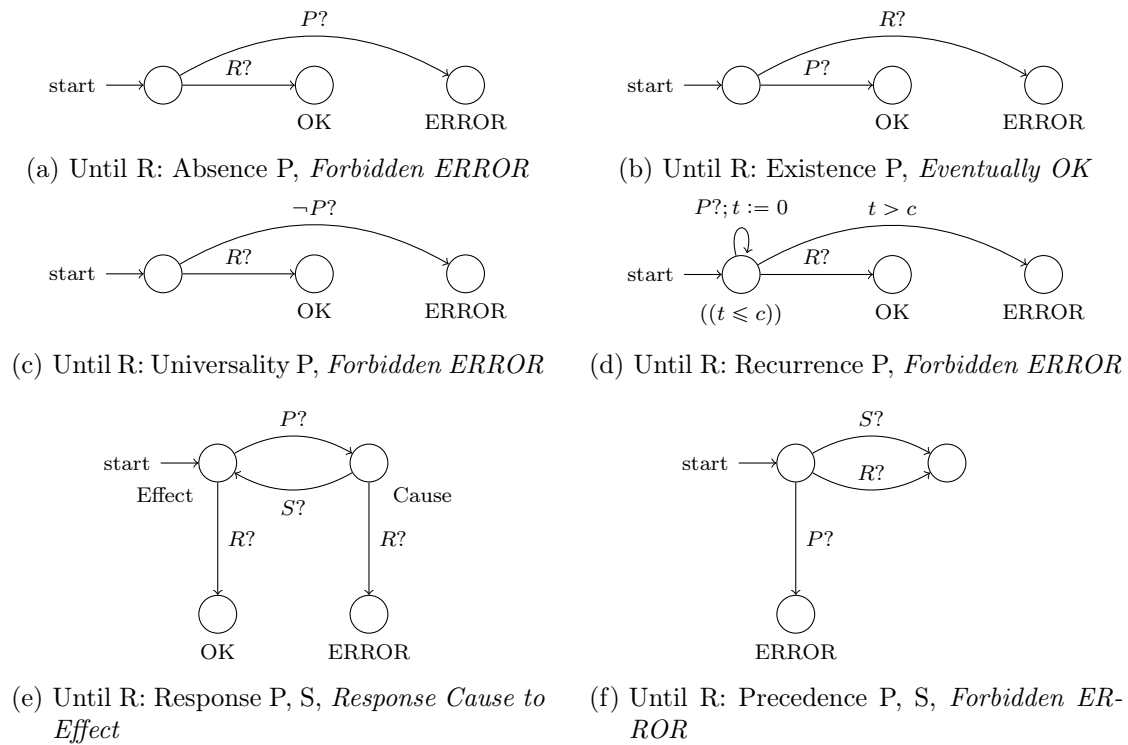 P?
R?
start
OK
ERROR
(a) Until R: Absence P, Forbidden ERROR
R?
P?
start
OK
ERROR
(b) Until R: Existence P, Eventually OK
¬P?
R?
start
OK
ERROR
(c) Until R: Universality P, Forbidden ERROR
P?; t := 0
t > c
R?
start
((t ⩽ c))
OK
ERROR
(d) Until R: Recurrence P, Forbidden ERROR
P?
start
Effect
Cause
S?
R?
R?
OK
ERROR
(e) Until R: Response P, S, Response Cause to
Effect
S?
start
R?
P?
ERROR
(f) Until R: Precedence P, S, Forbidden ER-
ROR